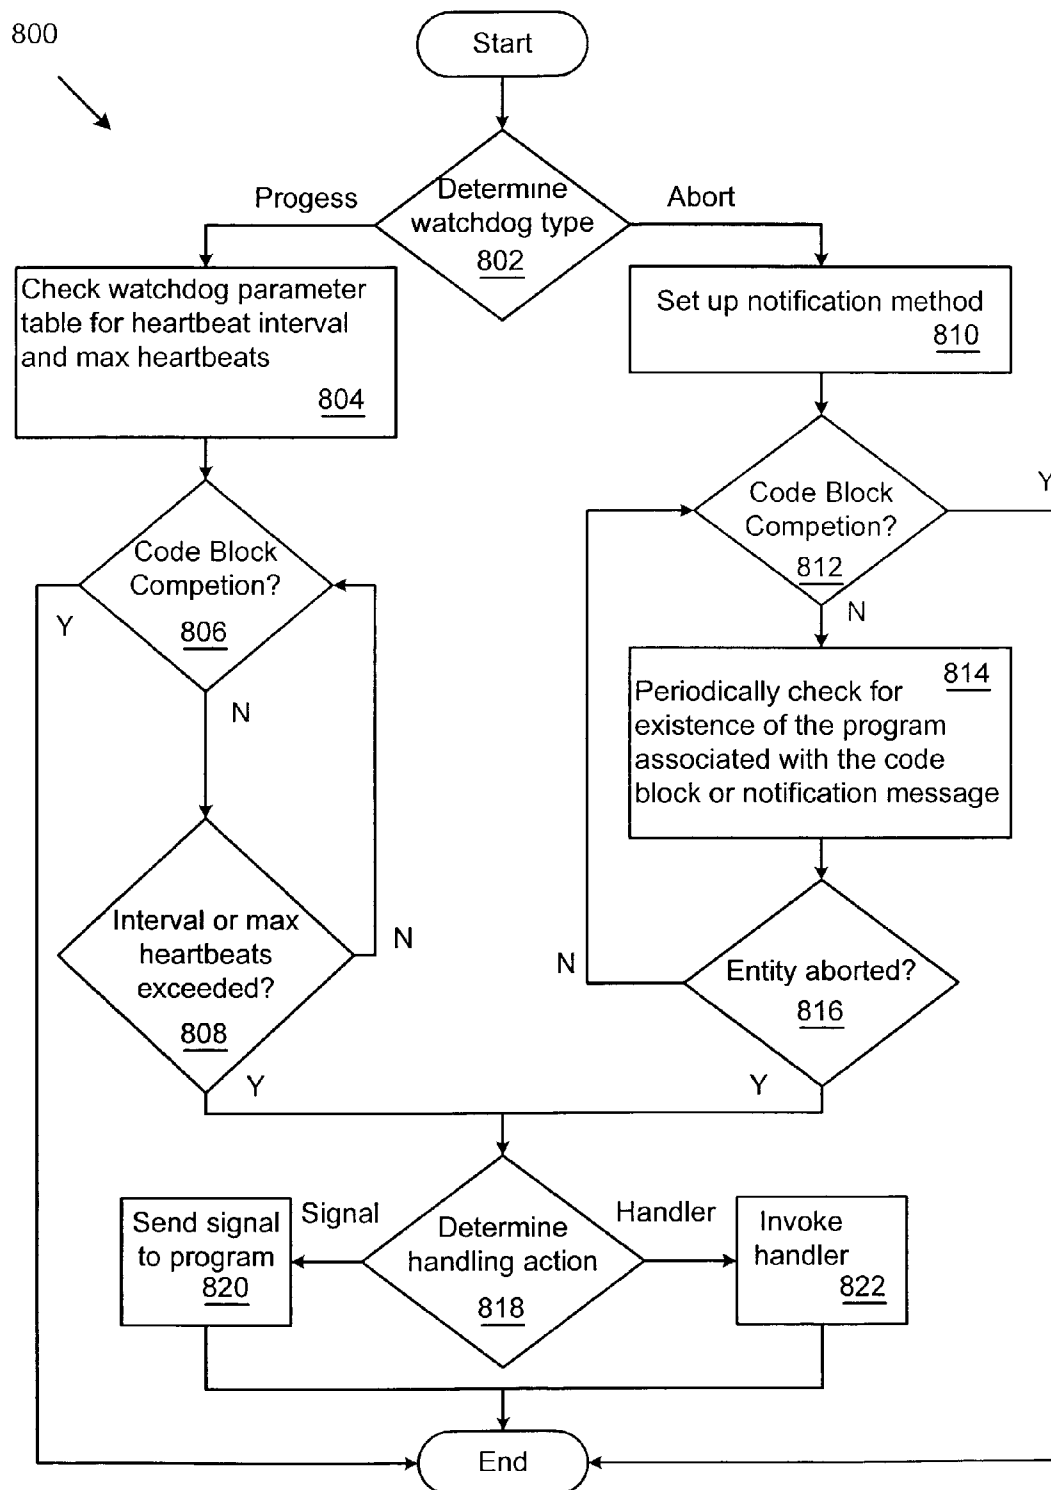 800
Start
Progess
Determine
watchdog type
802
Abort
Check watchdog parameter
table for heartbeat interval
and max heartbeats
804
Set up notification method
810
Code Block
Competion?
806
Y
N
Code Block
Competion?
812
Y
N
814
Periodically check for
existence of the program
associated with the code
block or notification message
Interval or max
heartbeats
exceeded?
808
N
Y
Entity aborted?
816
N
Y
Determine
handling action
818
Signal
Handler
Send signal
to program
820
Invoke
handler
822
End